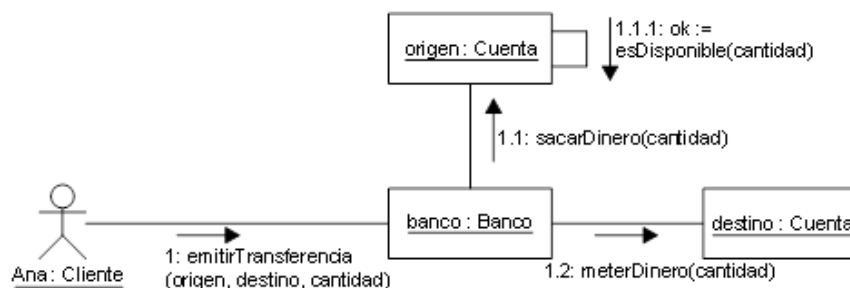 1.1.1: ok :=
esDisponible(cantidad)
origen : Cuenta
1.1: sacarDinero(cantidad)
banco : Banco
destino : Cuenta
Ana : Cliente
1: emitirTransferencia
(origen, destino, cantidad)
1.2: meterDinero(cantidad)